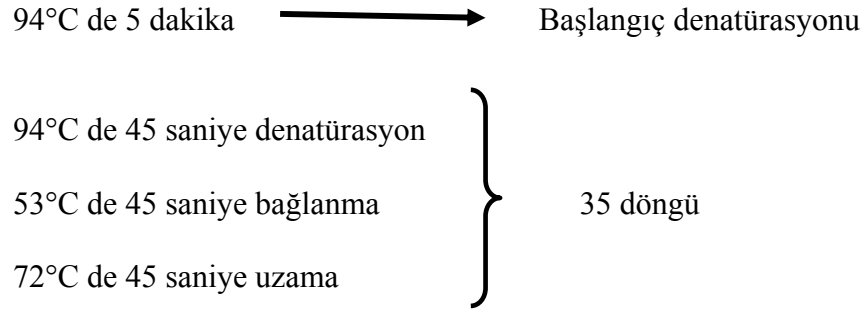 94°C de 5 dakika Başlangıç denatürasyonu
94°C de 45 saniye denatürasyon
53°C de 45 saniye bağlanma 35 döngü
72°C de 45 saniye uzama